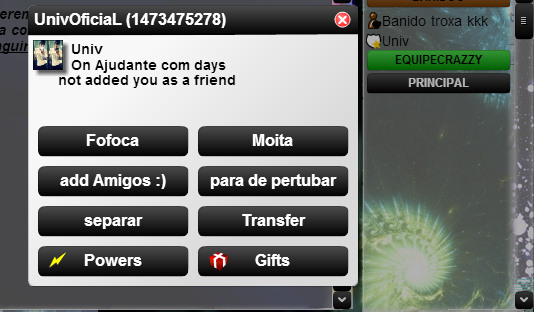 UnivOficiaL (1473475278)
Univ
On Ajudante com days
not added you as a friend
Fofoca
Moita
add Amigos :)
para de pertubar
separar
Transfer
Powers
Gifts
Banido troxa kkk
Univ
EQUIPECRAZZY
PRINCIPAL